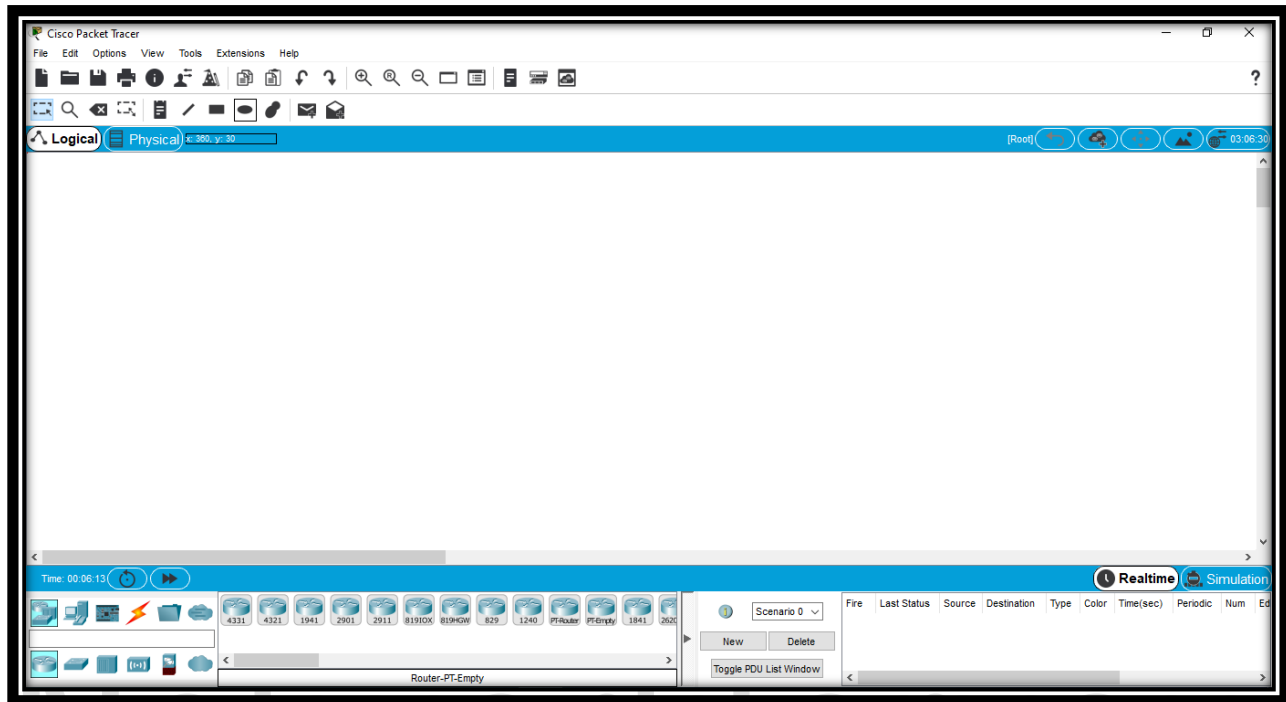 Cisco Packet Tracer
File Edit Options View Tools Extensions Help
?
Logical Physical x: 360, y: 30 [Root] 03:06:30
Time: 00:06:13 Realtime Simulation
4331 4321 1941 2901 2911 819IOX 819HGW 829 1240 PT-Router PT-Empty 1841 2620
Scenario 0
Fire Last Status Source Destination Type Color Time(sec) Periodic Num Ed
New Delete
Toggle PDU List Window
Router-PT-Empty